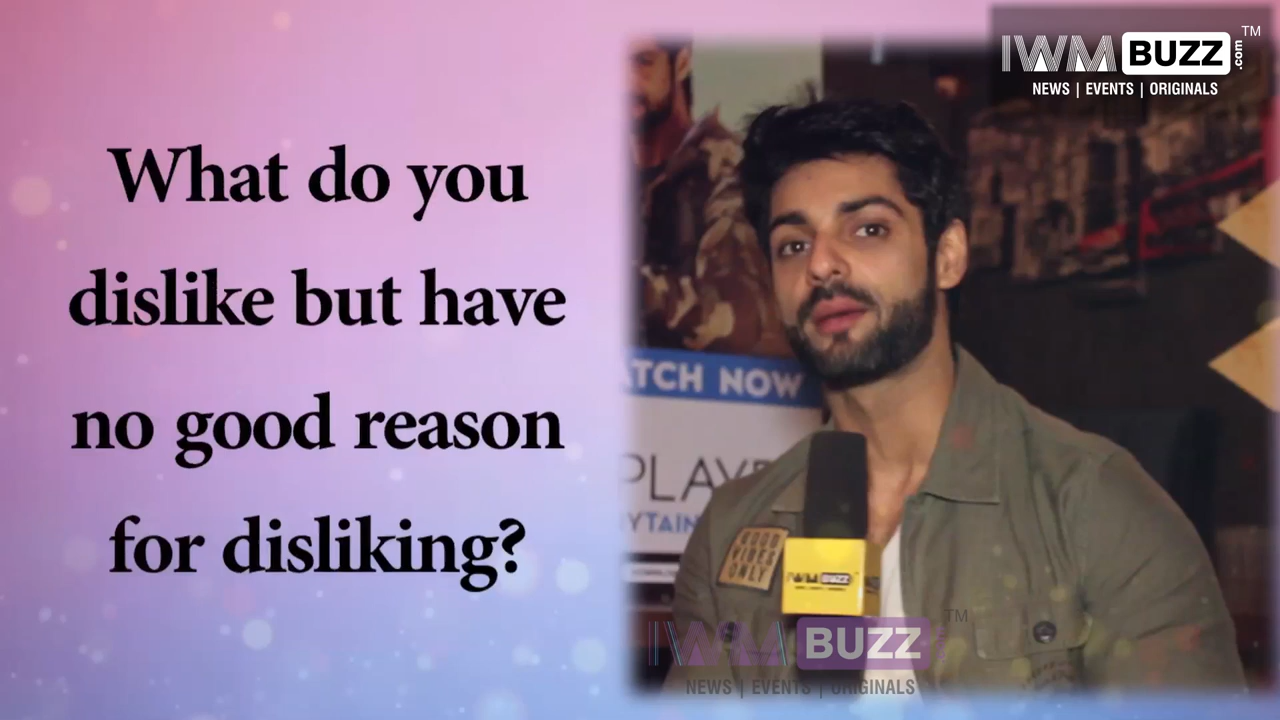 IWMBUZZ.com TM
NEWS | EVENTS | ORIGINALS
What do you
dislike but have
no good reason
for disliking?
ATCH NOW
PLAY
YTAIN
GOOD
VIBES
ONLY
IWMBUZZ
IWMBUZZ TM
NEWS | EVENTS | ORIGINALS